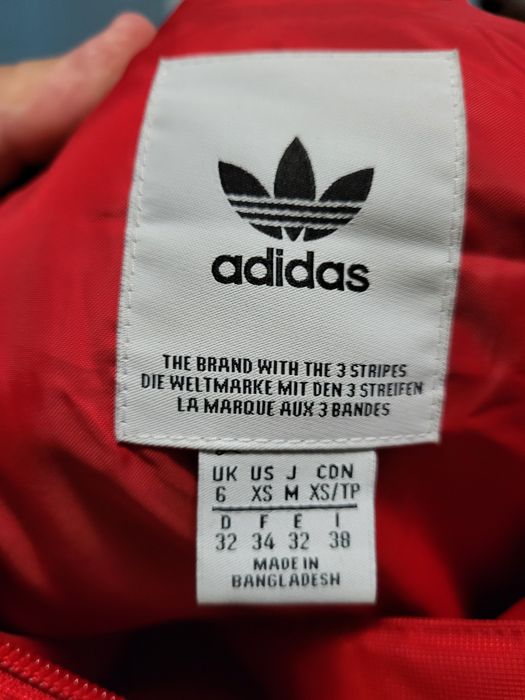 adidas
THE BRAND WITH THE 3 STRIPES
DIE WELTMARKE MIT DEN 3 STREIFEN
LA MARQUE AUX 3 BANDES
UK US J CDN
6 XS M XS/TP
D F E I
32 34 32 38
MADE IN
BANGLADESH